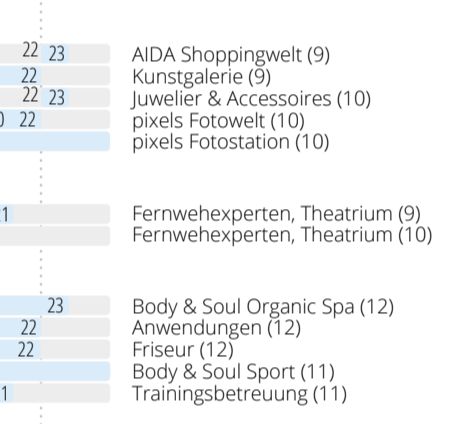 22 23 AIDA Shoppingwelt (9)
22 Kunstgalerie (9)
22 23 Juwelier & Accessoires (10)
22 pixels Fotowelt (10)
pixels Fotostation (10)
1 Fernwehexperten, Theatrium (9)
Fernwehexperten, Theatrium (10)
23 Body & Soul Organic Spa (12)
22 Anwendungen (12)
22 Friseur (12)
Body & Soul Sport (11)
1 Trainingsbetreuung (11)